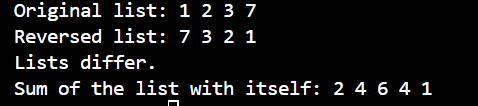 Original list: 1 2 3 7
Reversed list: 7 3 2 1
Lists differ.
Sum of the list with itself: 2 4 6 4 1